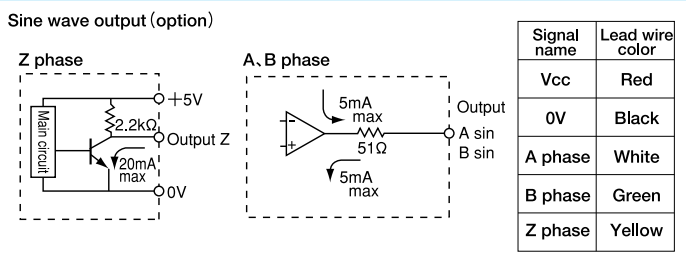 Sine wave output (option)
Z phase
Main circuit
+5V
2.2kΩ
Output Z
20mA
max
0V
A、B phase
5mA
max
−
+
51Ω
5mA
max
Output
A sin
B sin
Signal name Lead wire color
Vcc Red
0V Black
A phase White
B phase Green
Z phase Yellow